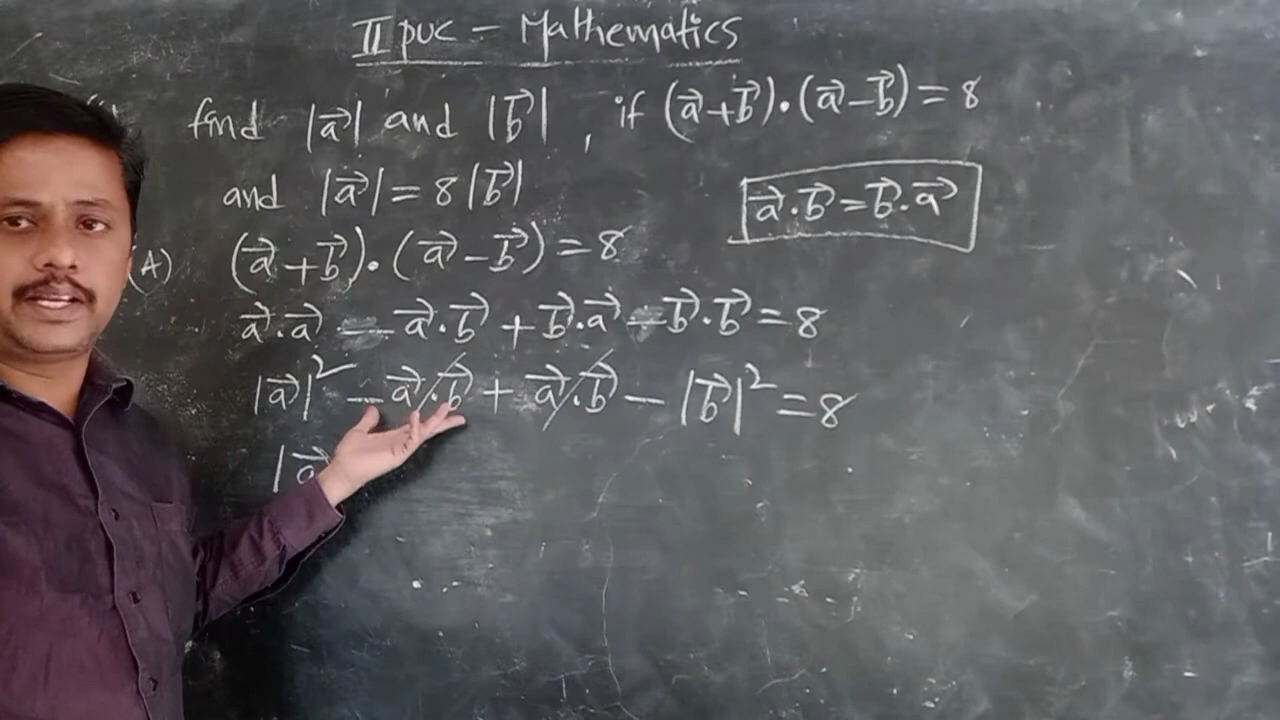 II puc - Mathematics
find |a⃗| and |b⃗|, if (a⃗+b⃗)·(a⃗-b⃗) = 8
and |a⃗| = 8|b⃗|
a⃗·b⃗ = b⃗·a⃗
(A) (a⃗+b⃗)·(a⃗-b⃗) = 8
a⃗·a⃗ - a⃗·b⃗ + b⃗·a⃗ - b⃗·b⃗ = 8
|a⃗|² - a⃗·b⃗ + a⃗·b⃗ - |b⃗|² = 8
|a⃗